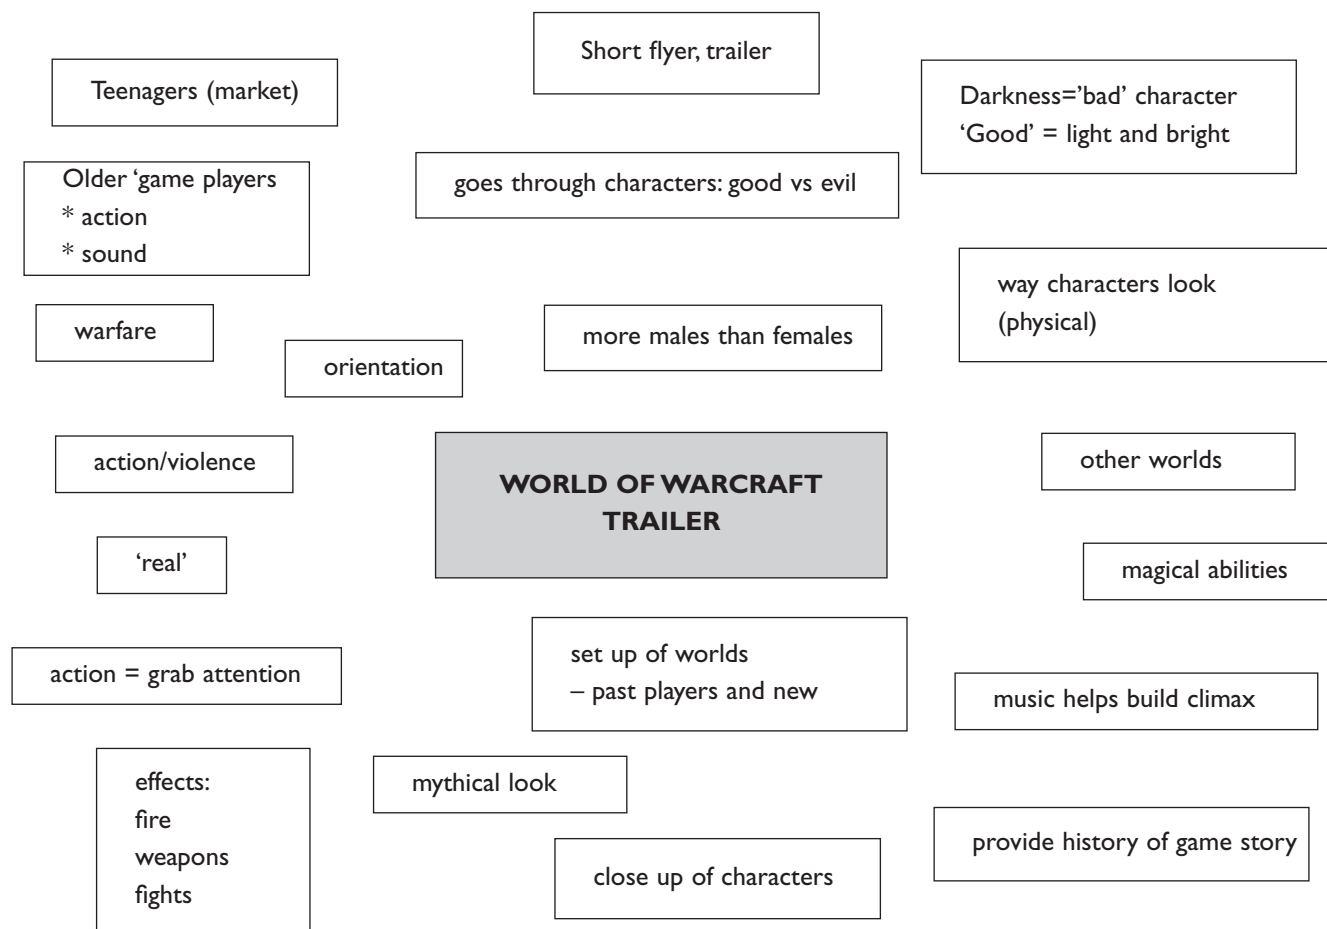 Short flyer, trailer
Teenagers (market)
Darkness=’bad’ character
‘Good’ = light and bright
Older ‘game players
* action
* sound
goes through characters: good vs evil
way characters look
(physical)
warfare
more males than females
orientation
action/violence
WORLD OF WARCRAFT
TRAILER
other worlds
‘real’
magical abilities
action = grab attention
set up of worlds
– past players and new
music helps build climax
effects:
fire
weapons
fights
mythical look
close up of characters
provide history of game story